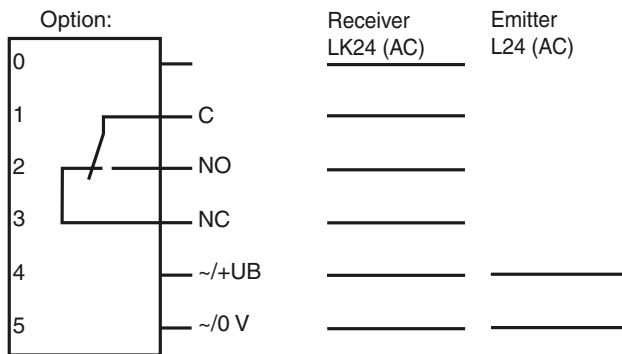 Option:
Receiver
LK24 (AC)
Emitter
L24 (AC)
0
1
C
2
NO
3
NC
4
~/+UB
5
~/0 V